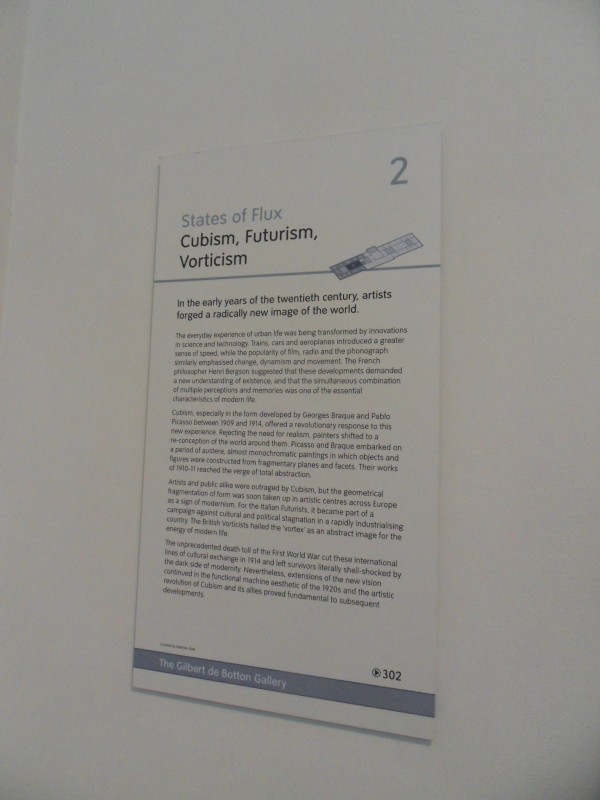 2
States of Flux
Cubism, Futurism,
Vorticism
In the early years of the twentieth century, artists
forged a radically new image of the world.
The everyday experience of urban life was being transformed by innovations
in science and technology. Trains, cars and aeroplanes introduced a greater
sense of speed, while the popularity of film, radio and the phonograph
similarly emphasised change, dynamism and movement. The French
philosopher Henri Bergson suggested that these developments demanded
a new understanding of existence, and that the simultaneous combination
of multiple perceptions and memories was one of the essential
characteristics of modern life.
Cubism, especially in the form developed by Georges Braque and Pablo
Picasso between 1909 and 1914, offered a revolutionary response to this
new experience. Rejecting the need for realism, painters shifted to a
re-conception of the world around them. Picasso and Braque embarked on
a period of austere, almost monochromatic paintings in which objects and
figures were constructed from fragmentary planes and facets. Their works
of 1910-11 reached the verge of total abstraction.
Artists and public alike were outraged by Cubism, but the geometrical
fragmentation of form was soon taken up in artistic centres across Europe
as a sign of modernism. For the Italian Futurists, it became part of a
campaign against cultural and political stagnation in a rapidly industrialising
country. The British Vorticists hailed the 'vortex' as an abstract image for the
energy of modern life.
The unprecedented death toll of the First World War cut these international
lines of cultural exchange in 1914 and left survivors literally shell-shocked by
the dark side of modernity. Nevertheless, extensions of the new vision
continued in the functional machine aesthetic of the 1920s and the artistic
revolution of Cubism and its allies proved fundamental to subsequent
developments.
The Gilbert de Botton Gallery
302